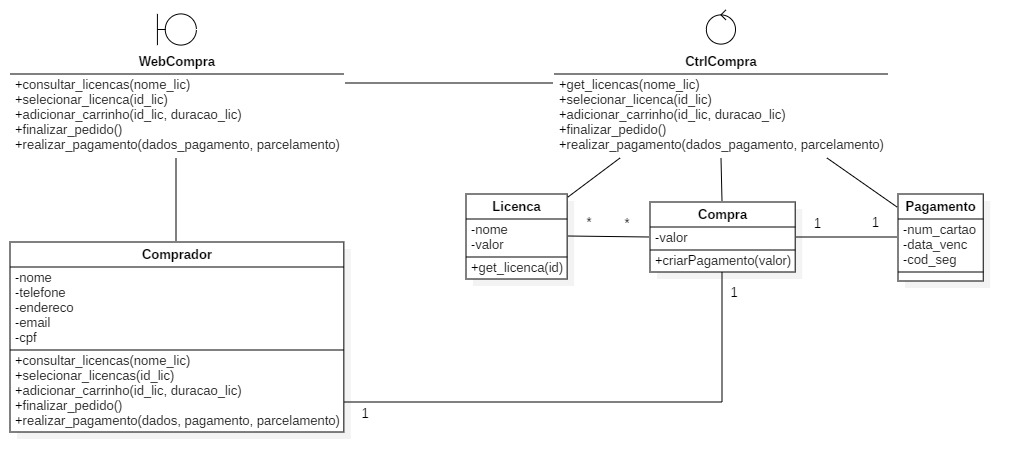 WebCompra
+consultar_licencas(nome_lic)
+selecionar_licenca(id_lic)
+adicionar_carrinho(id_lic, duracao_lic)
+finalizar_pedido()
+realizar_pagamento(dados_pagamento, parcelamento)
CtrlCompra
+get_licencas(nome_lic)
+selecionar_licenca(id_lic)
+adicionar_carrinho(id_lic, duracao_lic)
+finalizar_pedido()
+realizar_pagamento(dados_pagamento, parcelamento)
Licenca
-nome
-valor
+get_licenca(id)
*
*
Compra
-valor
+criarPagamento(valor)
1
1
Pagamento
-num_cartao
-data_venc
-cod_seg
1
Comprador
-nome
-telefone
-endereco
-email
-cpf
+consultar_licencas(nome_lic)
+selecionar_licencas(id_lic)
+adicionar_carrinho(id_lic, duracao_lic)
+finalizar_pedido()
+realizar_pagamento(dados, pagamento, parcelamento)
1